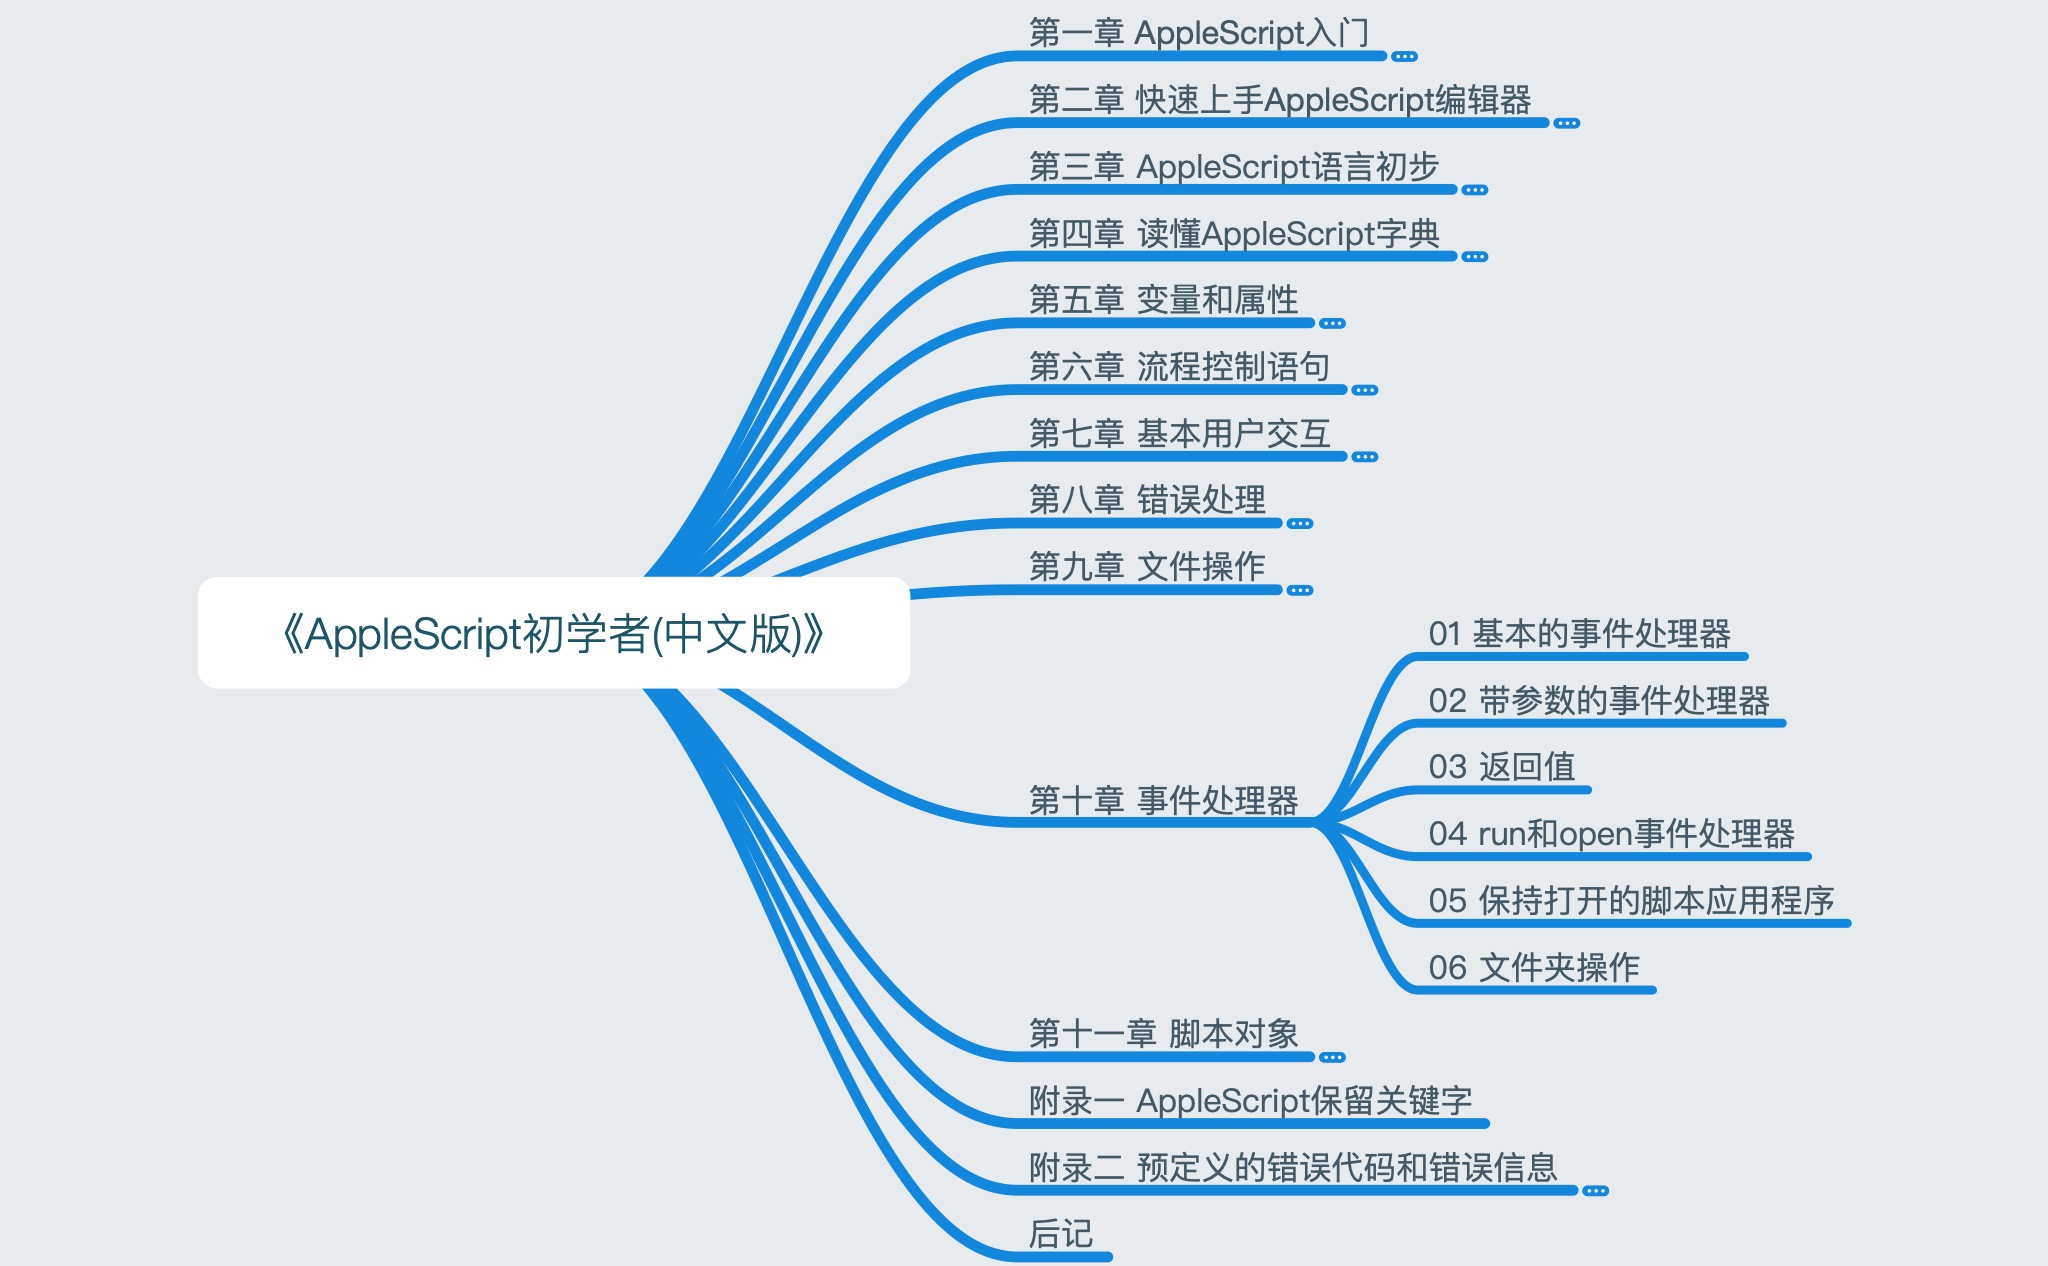 第一章 AppleScript入门
第二章 快速上手AppleScript编辑器
第三章 AppleScript语言初步
第四章 读懂AppleScript字典
第五章 变量和属性
第六章 流程控制语句
第七章 基本用户交互
第八章 错误处理
第九章 文件操作
《AppleScript初学者(中文版)》
第十章 事件处理器
01 基本的事件处理器
02 带参数的事件处理器
03 返回值
04 run和open事件处理器
05 保持打开的脚本应用程序
06 文件夹操作
第十一章 脚本对象
附录一 AppleScript保留关键字
附录二 预定义的错误代码和错误信息
后记